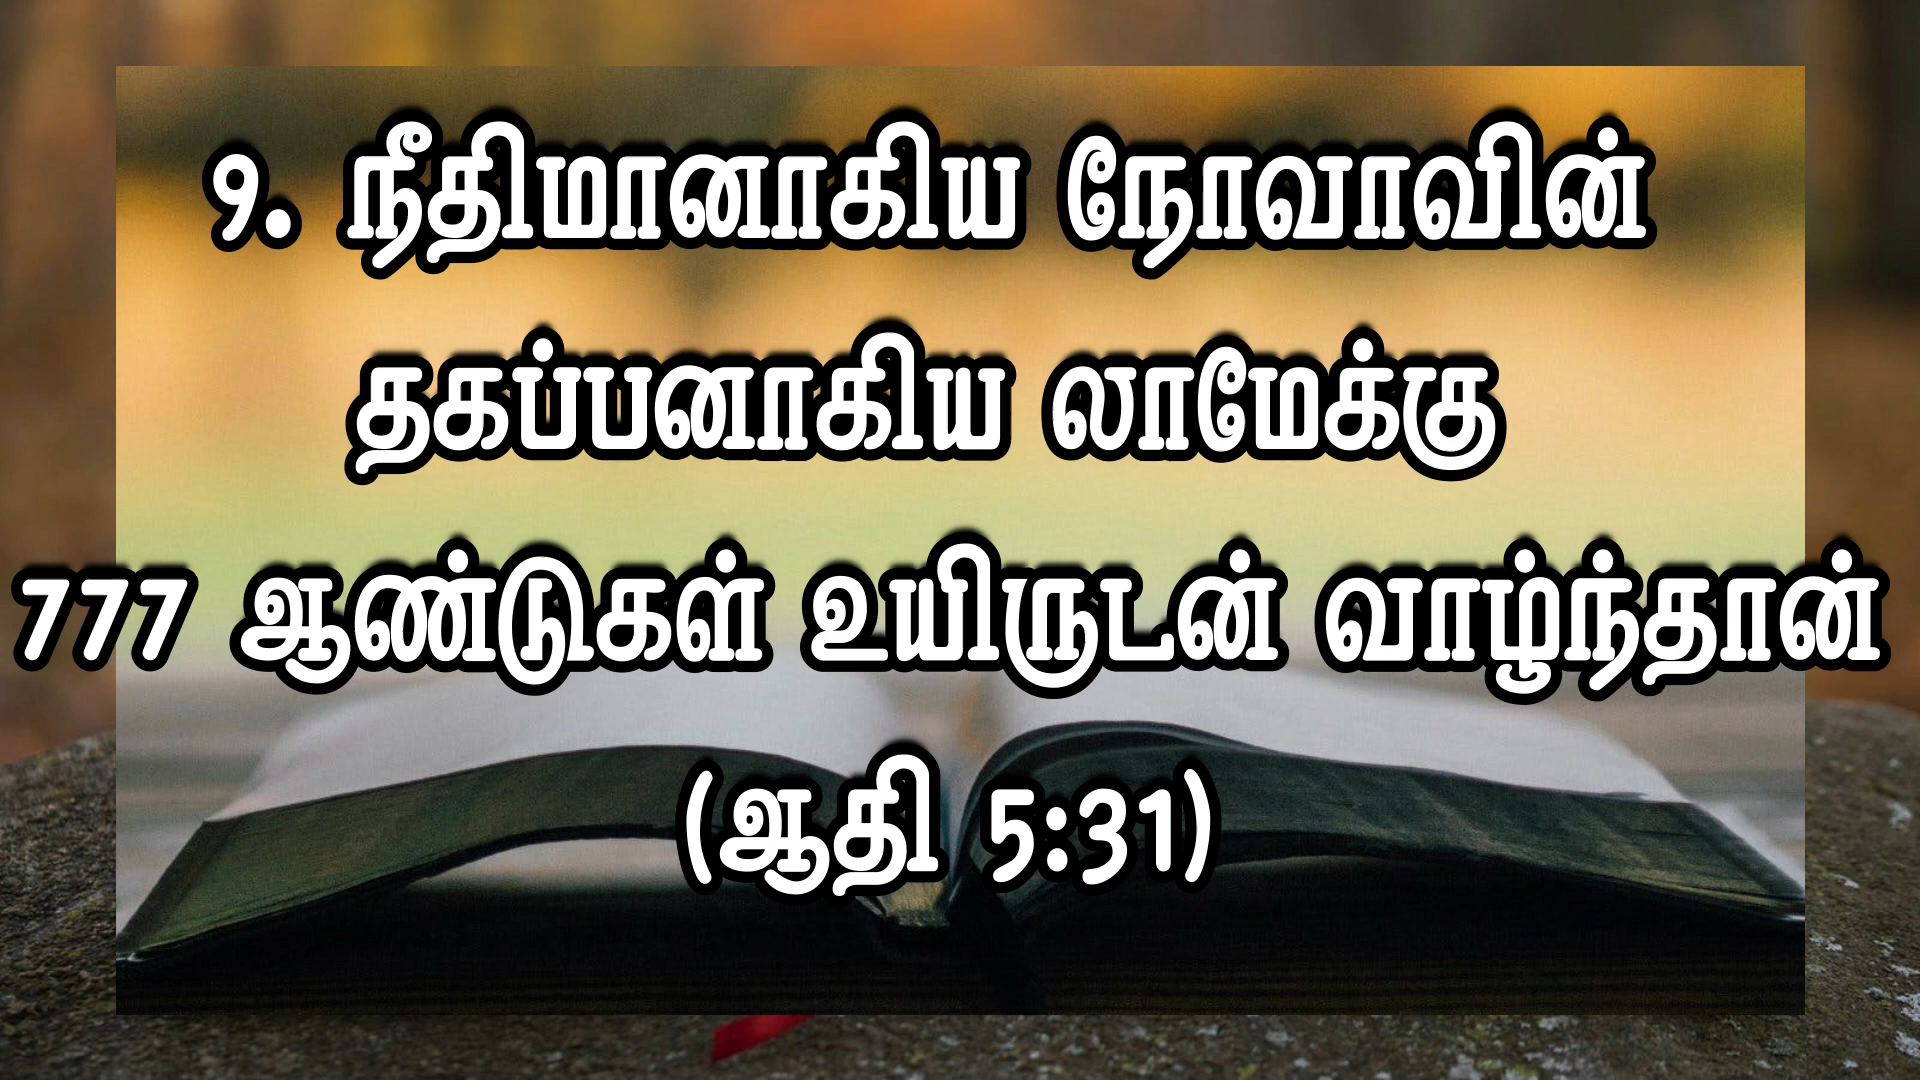 9. நீதிமானாகிய நோவாவின்
தகப்பனாகிய லாமேக்கு
777 ஆண்டுகள் உயிருடன் வாழ்ந்தான்
(ஆதி 5:31)